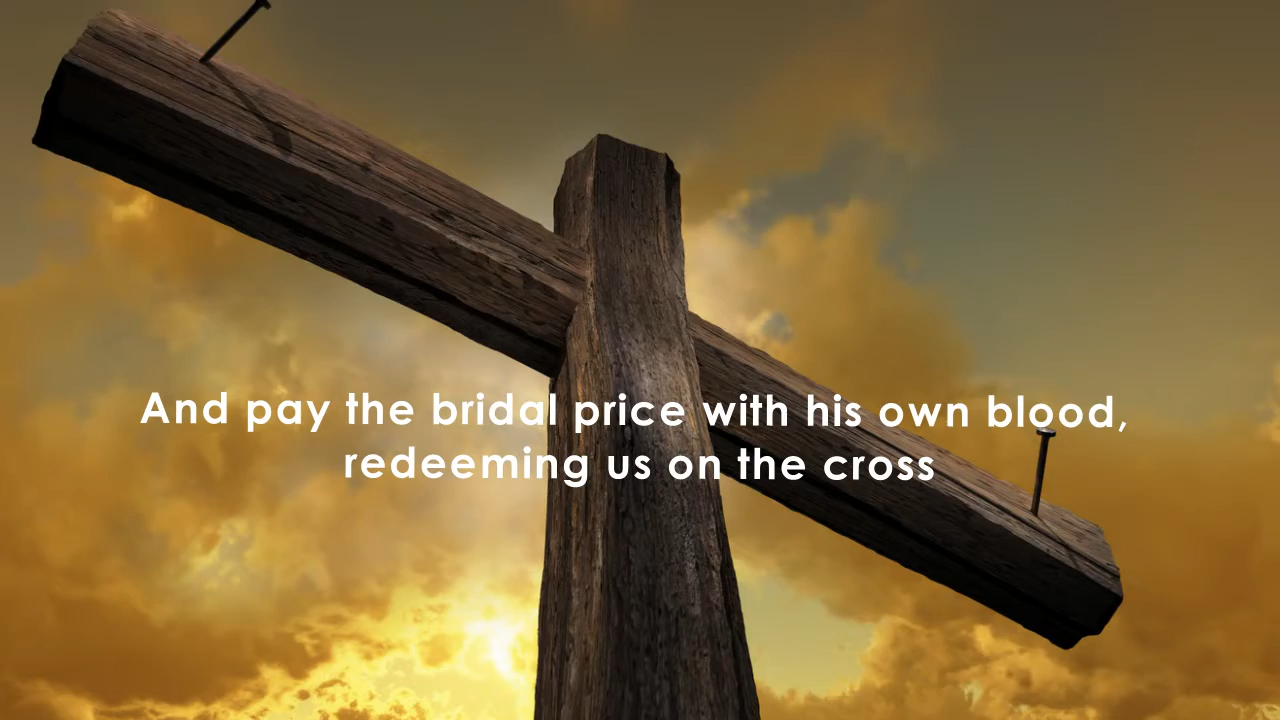 And pay the bridal price with his own blood,
redeeming us on the cross